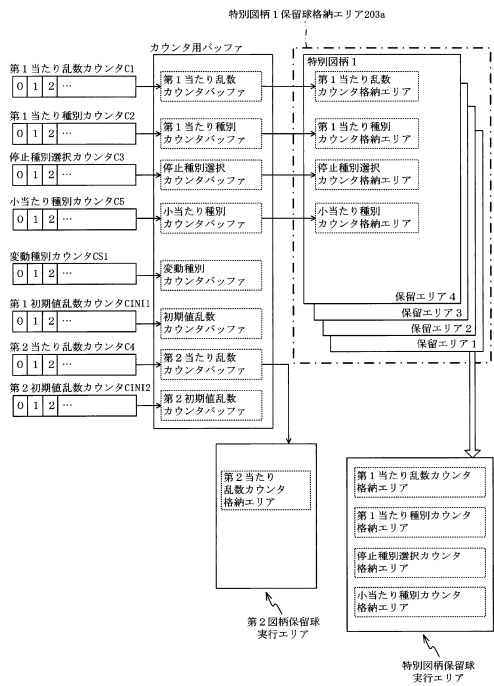 特別図柄１保留球格納エリア203a
カウンタ用バッファ
第１当たり乱数カウンタC1
0 1 2 …
第１当たり種別カウンタC2
0 1 2 …
停止種別選択カウンタC3
0 1 2 …
小当たり種別カウンタC5
0 1 2 …
変動種別カウンタCS1
0 1 2 …
第１初期値乱数カウンタCINI1
0 1 2 …
第２当たり乱数カウンタC4
0 1 2 …
第２初期値乱数カウンタCINI2
0 1 2 …
第１当たり乱数
カウンタバッファ
第１当たり種別
カウンタバッファ
停止種別選択
カウンタバッファ
小当たり種別
カウンタバッファ
変動種別
カウンタバッファ
初期値乱数
カウンタバッファ
第２当たり乱数
カウンタバッファ
第２初期値乱数
カウンタバッファ
特別図柄１
第１当たり乱数
カウンタ格納エリア
第１当たり種別
カウンタ格納エリア
停止種別選択
カウンタ格納エリア
小当たり種別
カウンタ格納エリア
保留エリア４
保留エリア３
保留エリア２
保留エリア１
第２当たり
乱数カウンタ
格納エリア
第２図柄保留球
実行エリア
第１当たり乱数カウンタ
格納エリア
第１当たり種別カウンタ
格納エリア
停止種別選択カウンタ
格納エリア
小当たり種別カウンタ
格納エリア
特別図柄保留球
実行エリア